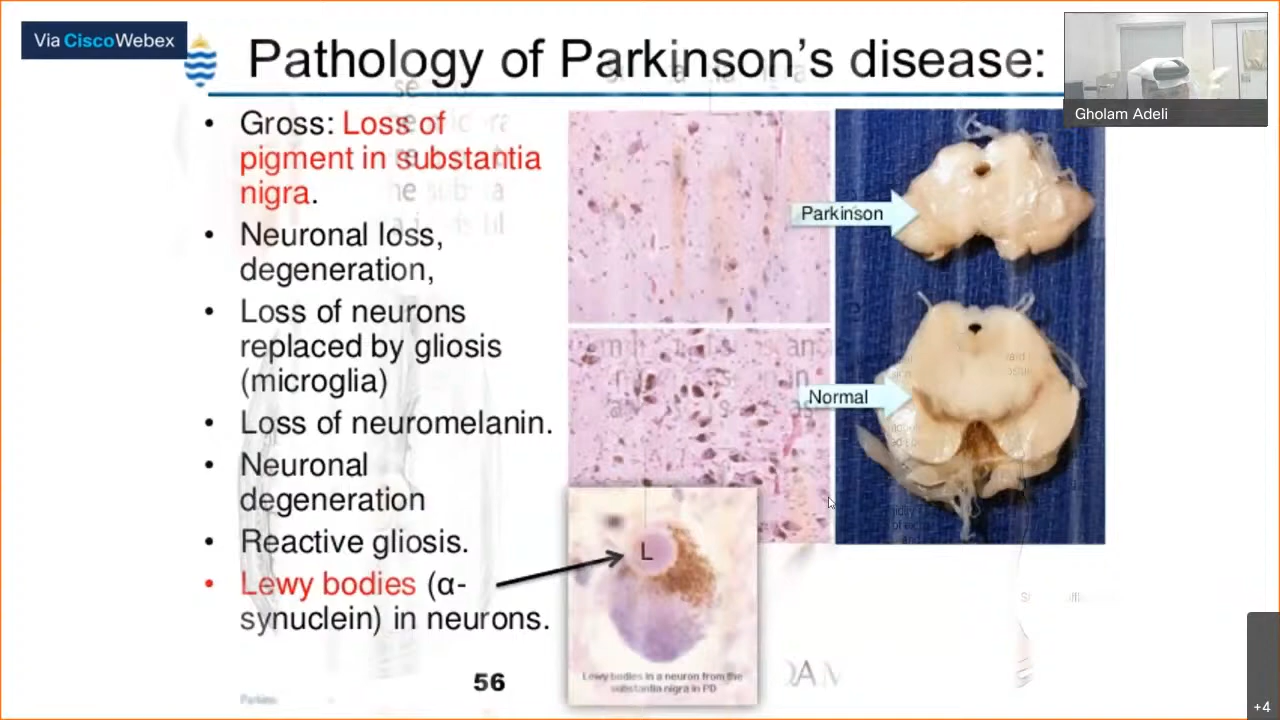 Via CiscoWebex
Pathology of Parkinson's disease:
Gholam Adeli
• Gross: Loss of
pigment in substantia
nigra.
• Neuronal loss,
degeneration,
• Loss of neurons
replaced by gliosis
(microglia)
• Loss of neuromelanin.
• Neuronal
degeneration
• Reactive gliosis.
• Lewy bodies (α-
synuclein) in neurons.
Parkinson
Normal
L
Lewy bodies in a neuron from the
substantia nigra in PD
56
+4